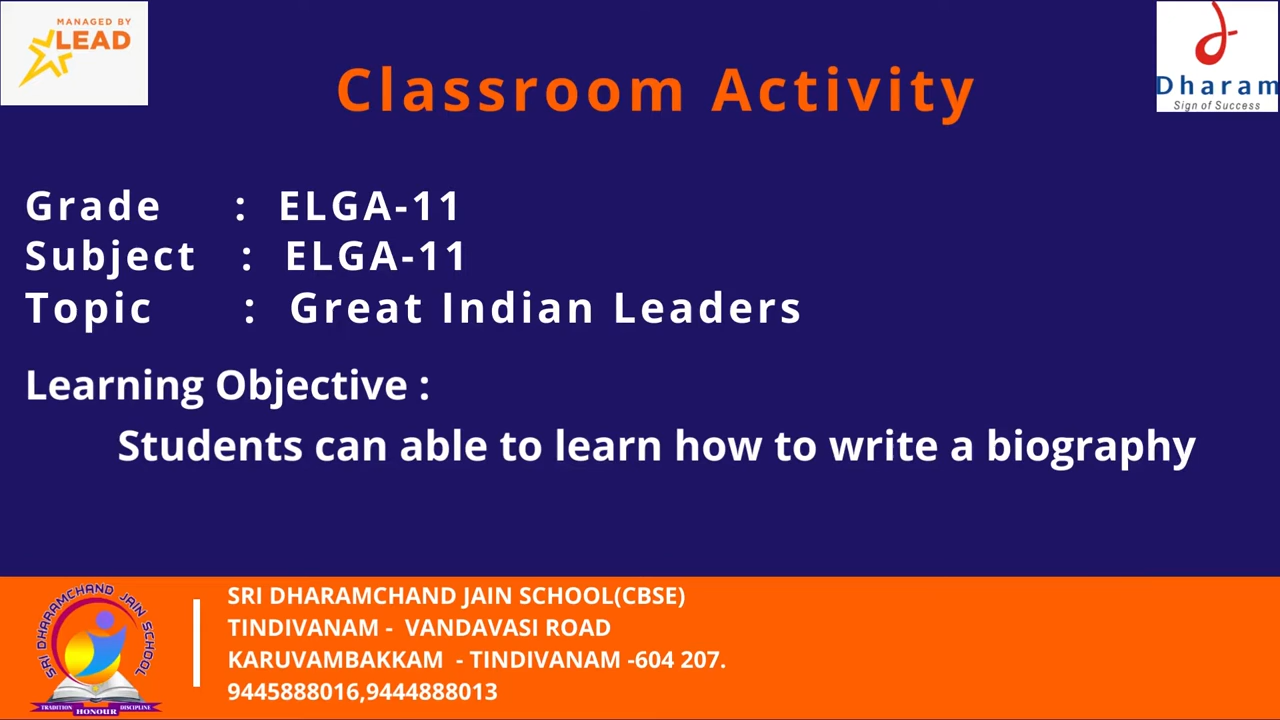 MANAGED BY
LEAD
Dharam
Sign of Success
Classroom Activity
Grade : ELGA-11
Subject : ELGA-11
Topic : Great Indian Leaders
Learning Objective :
Students can able to learn how to write a biography
SRI DHARAMCHAND JAIN SCHOOL
TRADITION HONOUR DISCIPLINE
SRI DHARAMCHAND JAIN SCHOOL(CBSE)
TINDIVANAM - VANDAVASI ROAD
KARUVAMBAKKAM - TINDIVANAM -604 207.
9445888016,9444888013